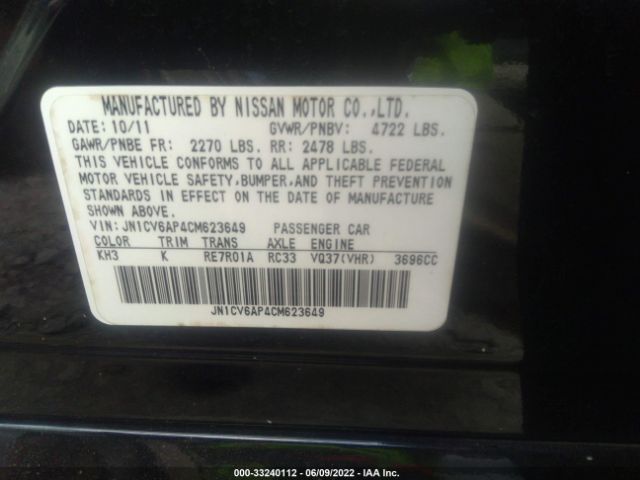 MANUFACTURED BY NISSAN MOTOR CO.,LTD.
DATE: 10/11 GVWR/PNBV: 4722 LBS.
GAWR/PNBE FR: 2270 LBS. RR: 2478 LBS.
THIS VEHICLE CONFORMS TO ALL APPLICABLE FEDERAL
MOTOR VEHICLE SAFETY,BUMPER,AND THEFT PREVENTION
STANDARDS IN EFFECT ON THE DATE OF MANUFACTURE
SHOWN ABOVE.
VIN: JN1CV6AP4CM623649 PASSENGER CAR
COLOR TRIM TRANS AXLE ENGINE
KH3 K RE7R01A RC33 VQ37(VHR) 3696CC
JN1CV6AP4CM623649
000-33240112 - 06/09/2022 - IAA Inc.